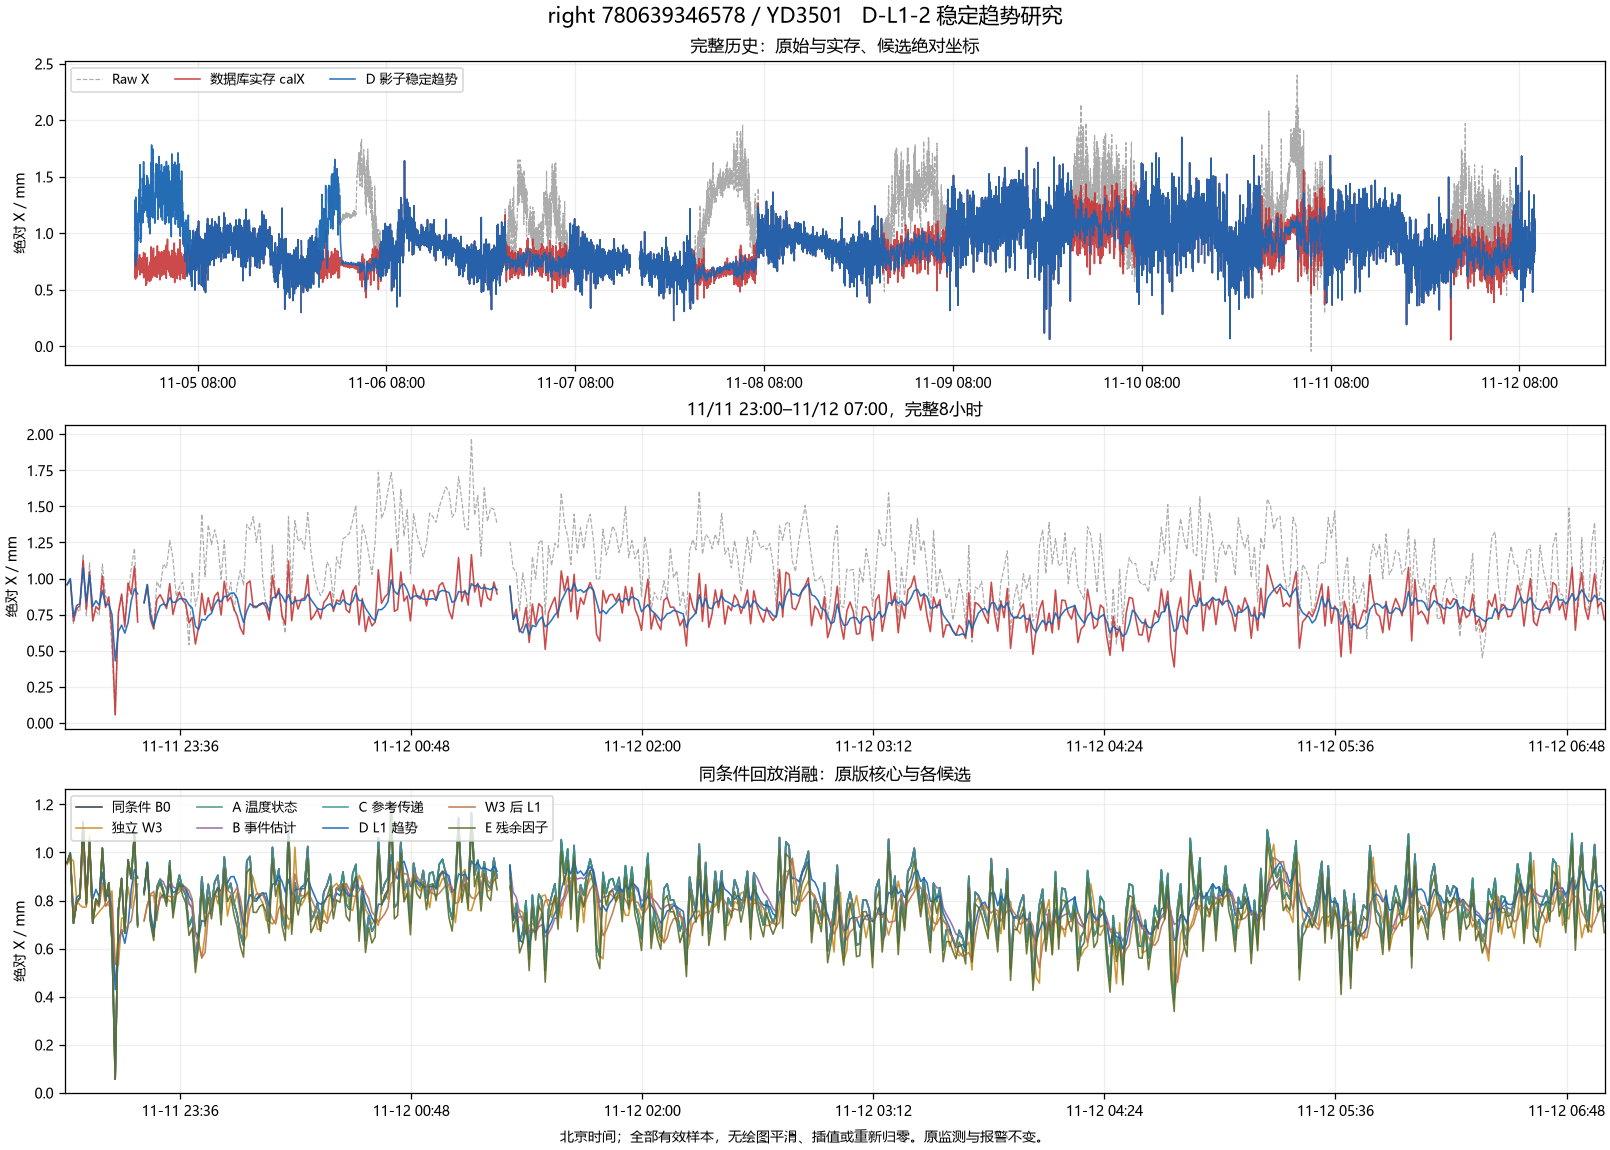 right 780639346578 / YD3501   D-L1-2 稳定趋势研究
完整历史：原始与实存、候选绝对坐标
Raw X
数据库实存 calX
D 影子稳定趋势
绝对 X / mm
2.5
2.0
1.5
1.0
0.5
0.0
11-05 08:00
11-06 08:00
11-07 08:00
11-08 08:00
11-09 08:00
11-10 08:00
11-11 08:00
11-12 08:00
11/11 23:00–11/12 07:00，完整8小时
绝对 X / mm
2.00
1.75
1.50
1.25
1.00
0.75
0.50
0.25
0.00
11-11 23:36
11-12 00:48
11-12 02:00
11-12 03:12
11-12 04:24
11-12 05:36
11-12 06:48
同条件回放消融：原版核心与各候选
同条件 B0
A 温度状态
C 参考传递
W3 后 L1
独立 W3
B 事件估计
D L1 趋势
E 残余因子
绝对 X / mm
1.2
1.0
0.8
0.6
0.4
0.2
0.0
11-11 23:36
11-12 00:48
11-12 02:00
11-12 03:12
11-12 04:24
11-12 05:36
11-12 06:48
北京时间；全部有效样本，无绘图平滑、插值或重新归零。原监测与报警不变。